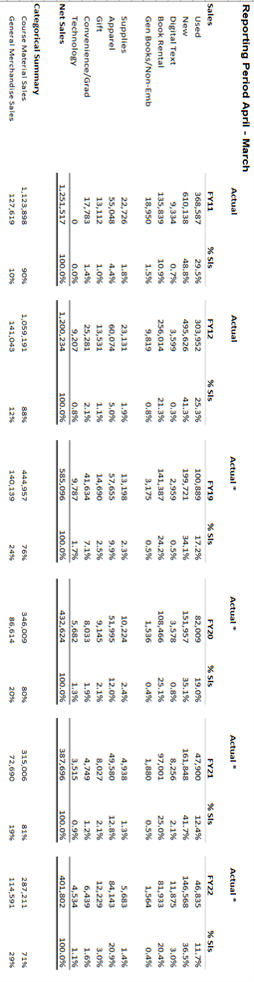 Reporting Period April - March
Actual Actual Actual * Actual * Actual * Actual *
Sales FY11 % Sls FY12 % Sls FY19 % Sls FY20 % Sls FY21 % Sls FY22 % Sls
Used 368,587 29.5% 303,952 25.3% 100,889 17.2% 82,009 19.0% 47,900 12.4% 46,835 11.7%
New 610,138 48.8% 495,626 41.3% 199,721 34.1% 151,957 35.1% 161,848 41.7% 146,568 36.5%
Digital Text 9,334 0.7% 3,599 0.3% 2,959 0.5% 3,578 0.8% 8,256 2.1% 11,875 3.0%
Book Rental 135,839 10.9% 256,014 21.3% 141,387 24.2% 108,466 25.1% 97,001 25.0% 81,933 20.4%
Gen Books/Non-Emb 18,950 1.5% 9,819 0.8% 3,175 0.5% 1,536 0.4% 1,880 0.5% 1,564 0.4%
Supplies 22,726 1.8% 23,131 1.9% 13,198 2.3% 10,224 2.4% 4,938 1.3% 5,683 1.4%
Apparel 55,048 4.4% 60,074 5.0% 57,655 9.9% 51,995 12.0% 49,580 12.8% 84,143 20.9%
Gift 13,112 1.0% 13,531 1.1% 14,690 2.5% 9,145 2.1% 8,027 2.1% 12,229 3.0%
Convenience/Grad 17,783 1.4% 25,281 2.1% 41,634 7.1% 8,033 1.9% 4,749 1.2% 6,439 1.6%
Technology 0 0.0% 9,207 0.8% 9,787 1.7% 5,682 1.3% 3,515 0.9% 4,534 1.1%
Net Sales 1,251,517 100.0% 1,200,234 100.0% 585,096 100.0% 432,624 100.0% 387,696 100.0% 401,802 100.0%
Categorical Summary
Course Material Sales 1,123,898 90% 1,059,191 88% 444,957 76% 346,009 80% 315,006 81% 287,211 71%
General Merchandise Sales 127,619 10% 141,043 12% 140,139 24% 86,614 20% 72,690 19% 114,591 29%